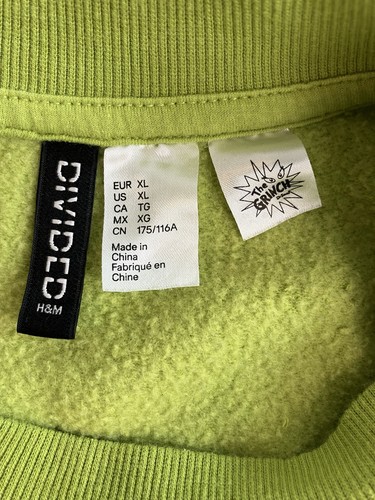 DIVIDED
H&M
EUR XL
US XL
CA TG
MX XG
CN 175/116A
Made in
China
Fabriqué en
Chine
The
GRINCH